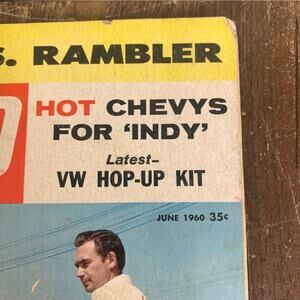 S. RAMBLER
HOT CHEVYS
FOR 'INDY'
Latest–
VW HOP-UP KIT
JUNE 1960 35¢